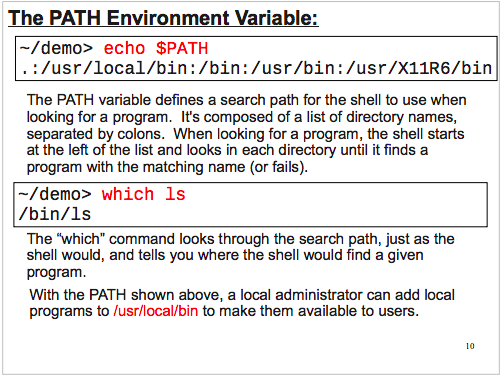 The PATH Environment Variable:
~/demo> echo $PATH
.:/usr/local/bin:/bin:/usr/bin:/usr/X11R6/bin
The PATH variable defines a search path for the shell to use when
looking for a program. It's composed of a list of directory names,
separated by colons. When looking for a program, the shell starts
at the left of the list and looks in each directory until it finds a
program with the matching name (or fails).
~/demo> which ls
/bin/ls
The “which” command looks through the search path, just as the
shell would, and tells you where the shell would find a given
program.
With the PATH shown above, a local administrator can add local
programs to /usr/local/bin to make them available to users.
10